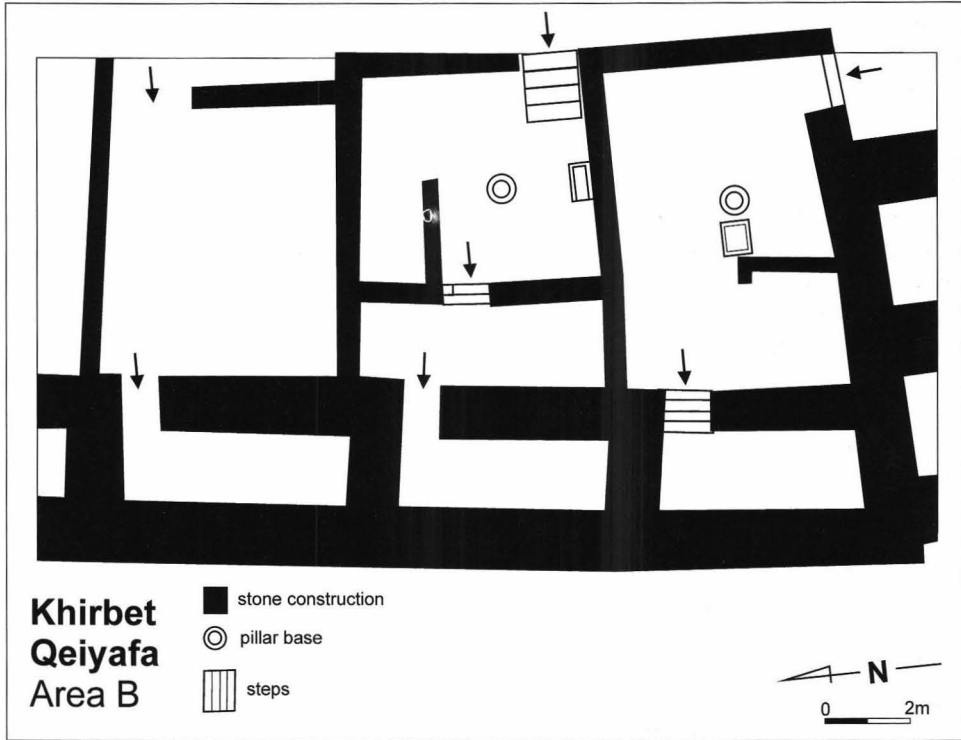 Khirbet
Qeiyafa
Area B
stone construction
pillar base
steps
N
0 2m